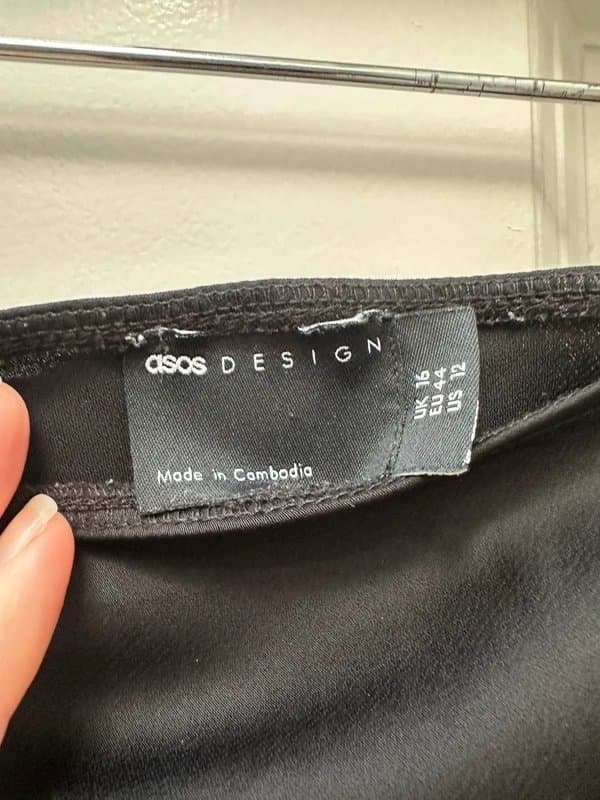 asos DESIGN
Made in Cambodia
UK 16
EU 44
US 12